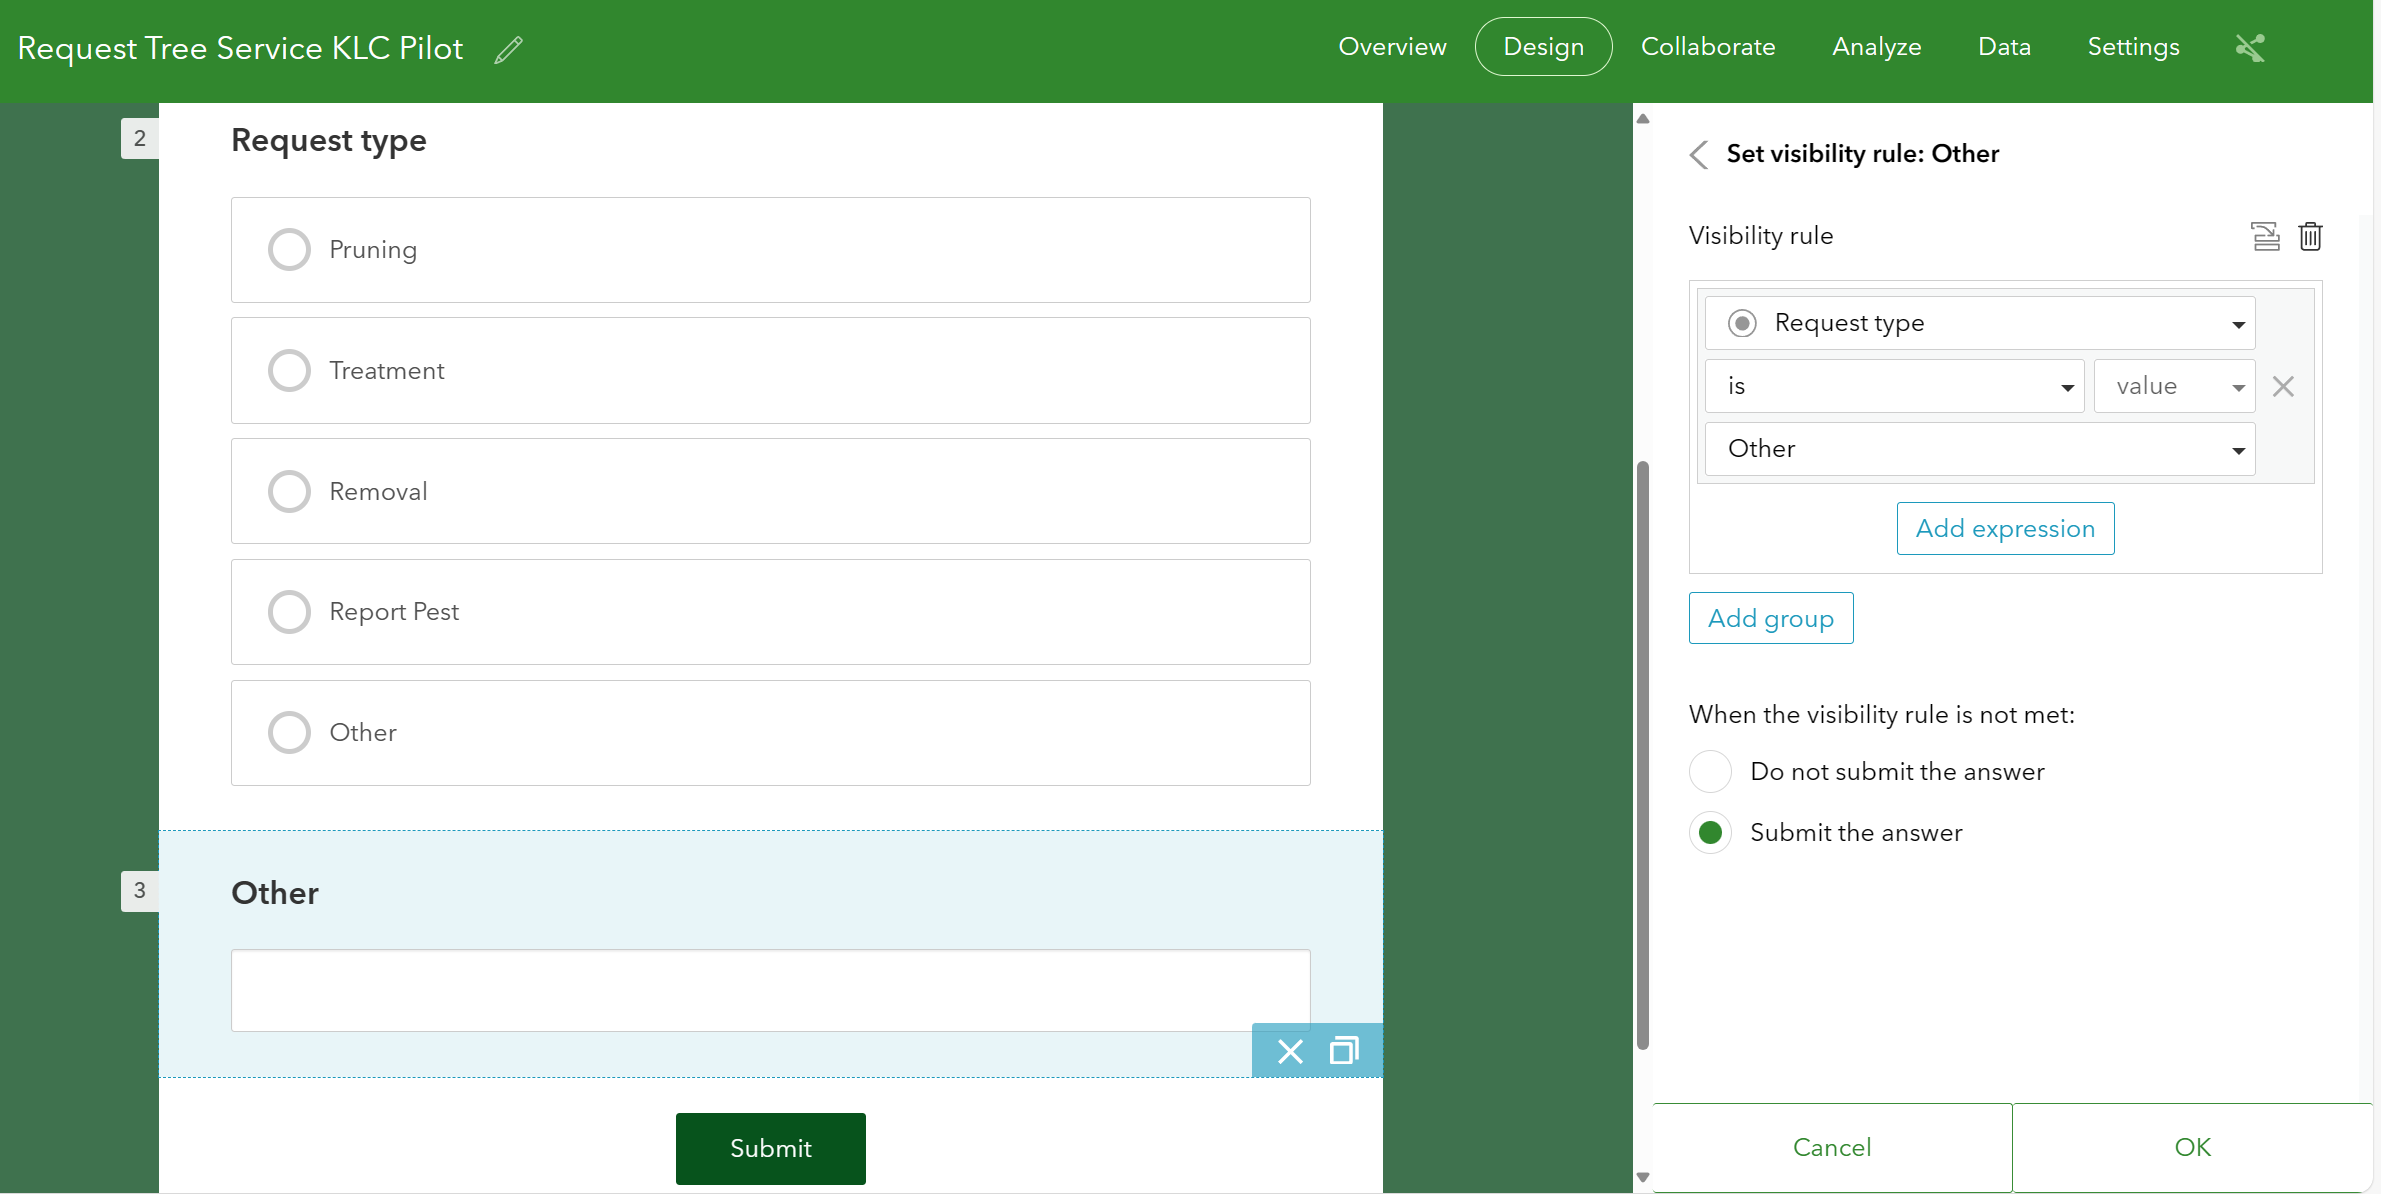 Request Tree Service KLC Pilot
Overview
Design
Collaborate
Analyze
Data
Settings
2
Request type
Pruning
Treatment
Removal
Report Pest
Other
3
Other
Submit
Set visibility rule: Other
Visibility rule
Request type
is
value
Other
Add expression
Add group
When the visibility rule is not met:
Do not submit the answer
Submit the answer
Cancel
OK